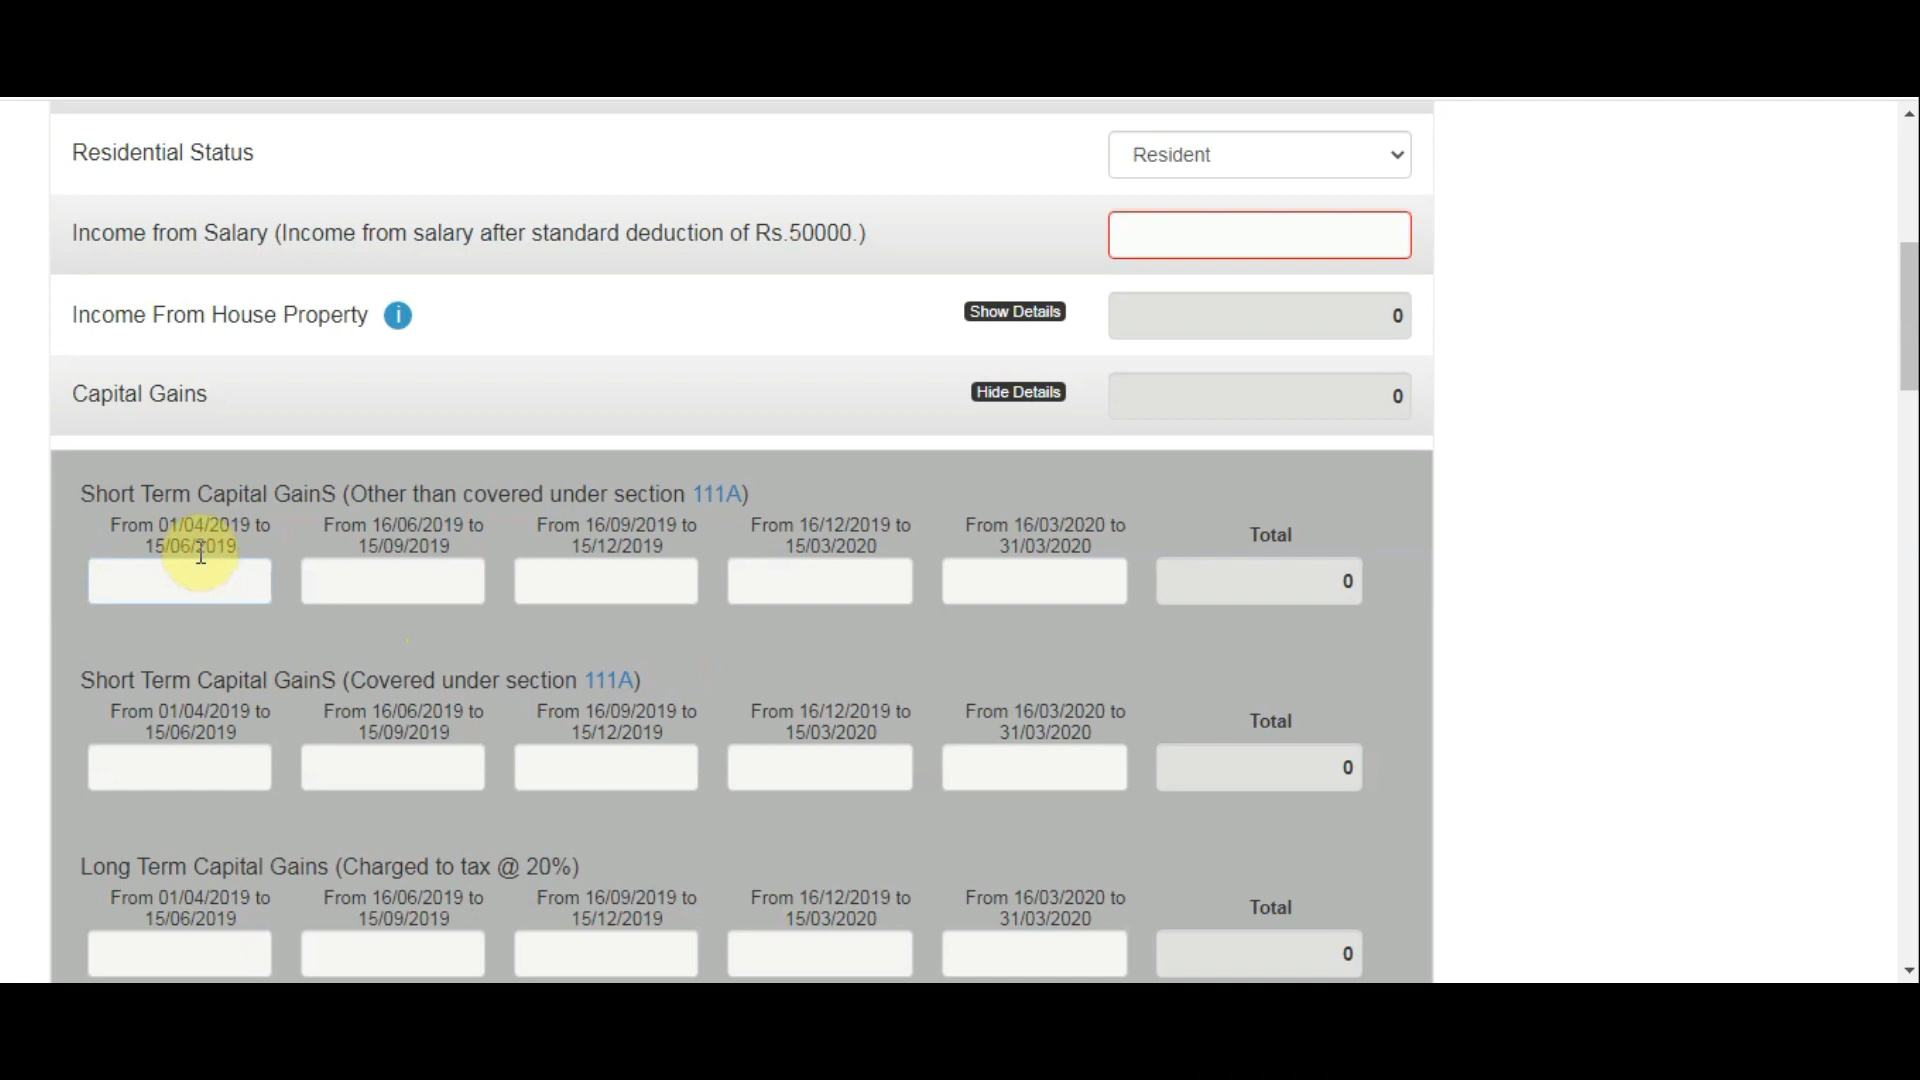 Residential Status
Resident
Income from Salary (Income from salary after standard deduction of Rs.50000.)
Income From House Property i
Show Details
0
Capital Gains
Hide Details
0
Short Term Capital GainS (Other than covered under section 111A)
From 01/04/2019 to 15/06/2019
From 16/06/2019 to 15/09/2019
From 16/09/2019 to 15/12/2019
From 16/12/2019 to 15/03/2020
From 16/03/2020 to 31/03/2020
Total
0
Short Term Capital GainS (Covered under section 111A)
From 01/04/2019 to 15/06/2019
From 16/06/2019 to 15/09/2019
From 16/09/2019 to 15/12/2019
From 16/12/2019 to 15/03/2020
From 16/03/2020 to 31/03/2020
Total
0
Long Term Capital Gains (Charged to tax @ 20%)
From 01/04/2019 to 15/06/2019
From 16/06/2019 to 15/09/2019
From 16/09/2019 to 15/12/2019
From 16/12/2019 to 15/03/2020
From 16/03/2020 to 31/03/2020
Total
0